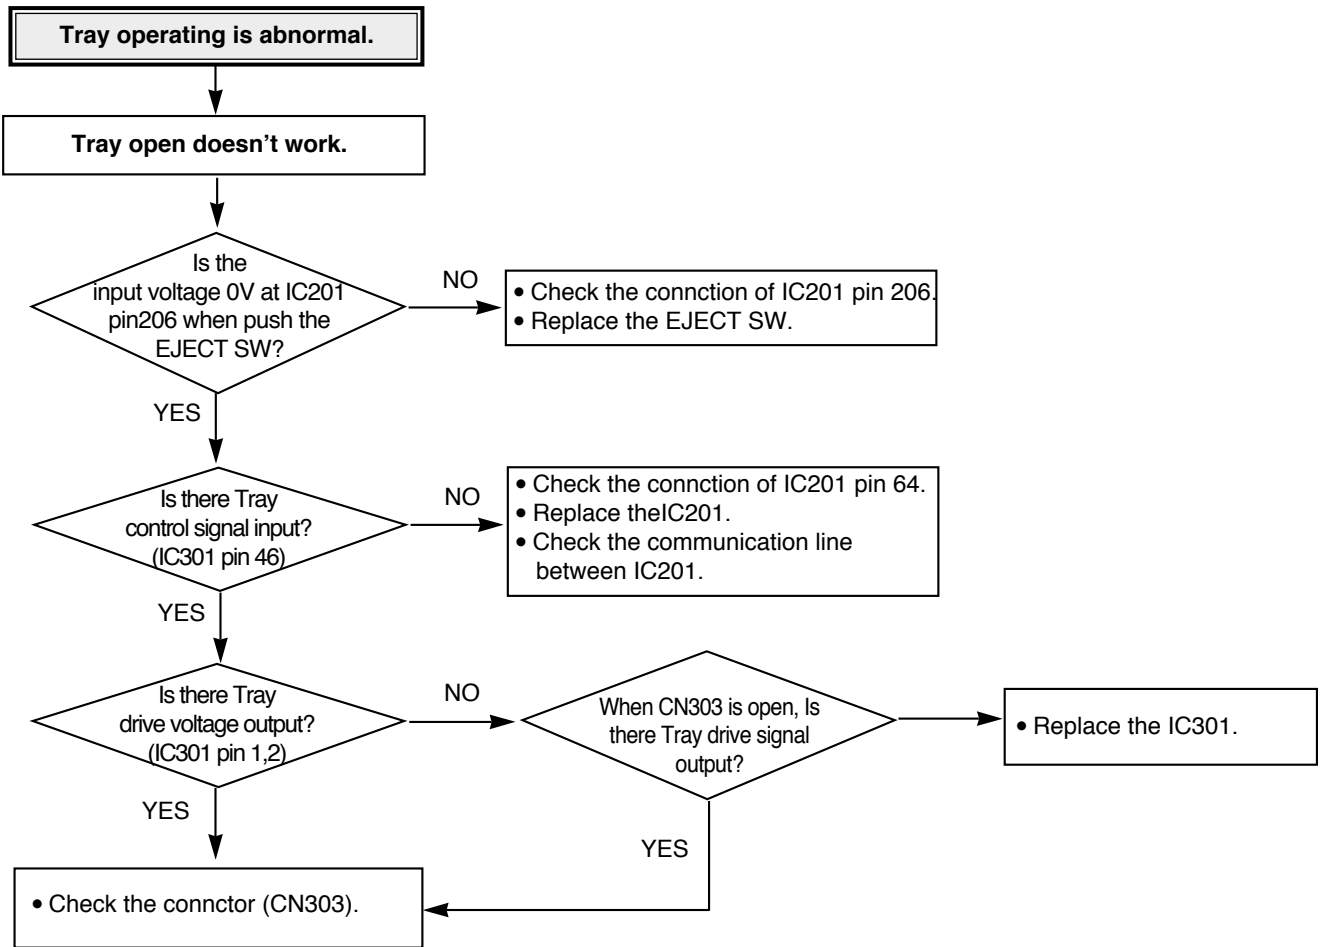 Tray operating is abnormal.
Tray open doesn't work.
Is the
input voltage 0V at IC201
pin206 when push the
EJECT SW?
NO
• Check the connction of IC201 pin 206.
• Replace the EJECT SW.
YES
Is there Tray
control signal input?
(IC301 pin 46)
NO
• Check the connction of IC201 pin 64.
• Replace theIC201.
• Check the communication line
between IC201.
YES
Is there Tray
drive voltage output?
(IC301 pin 1,2)
NO
When CN303 is open, Is
there Tray drive signal
output?
• Replace the IC301.
YES
YES
• Check the connctor (CN303).